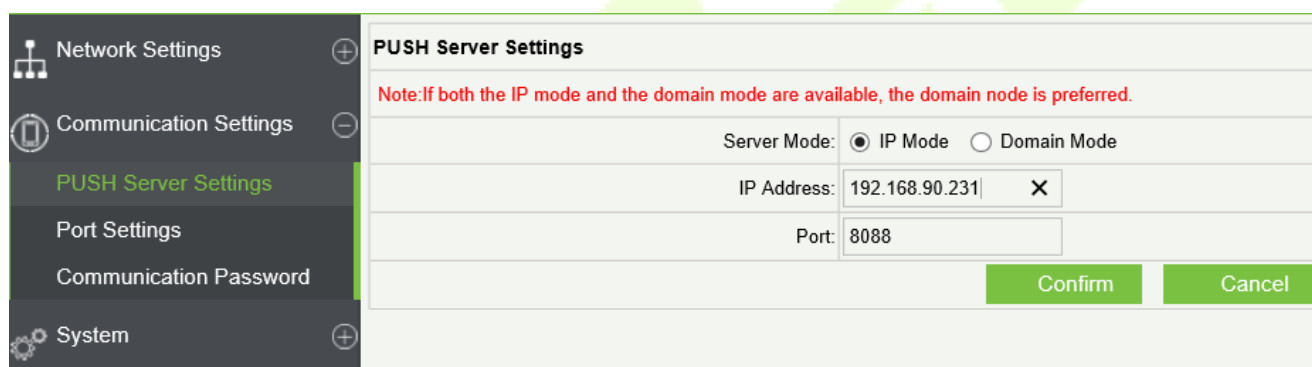 Network Settings
Communication Settings
PUSH Server Settings
Port Settings
Communication Password
System
PUSH Server Settings
Note:If both the IP mode and the domain mode are available, the domain node is preferred.
Server Mode: IP Mode Domain Mode
IP Address: 192.168.90.231
Port: 8088
Confirm Cancel